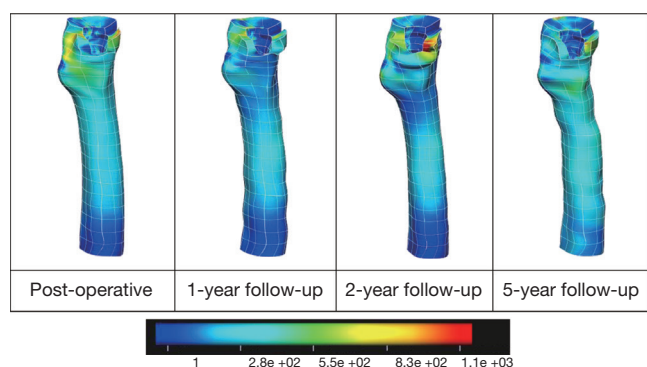 Post-operative 1-year follow-up 2-year follow-up 5-year follow-up
1 2.8e +02 5.5e +02 8.3e +02 1.1e +03